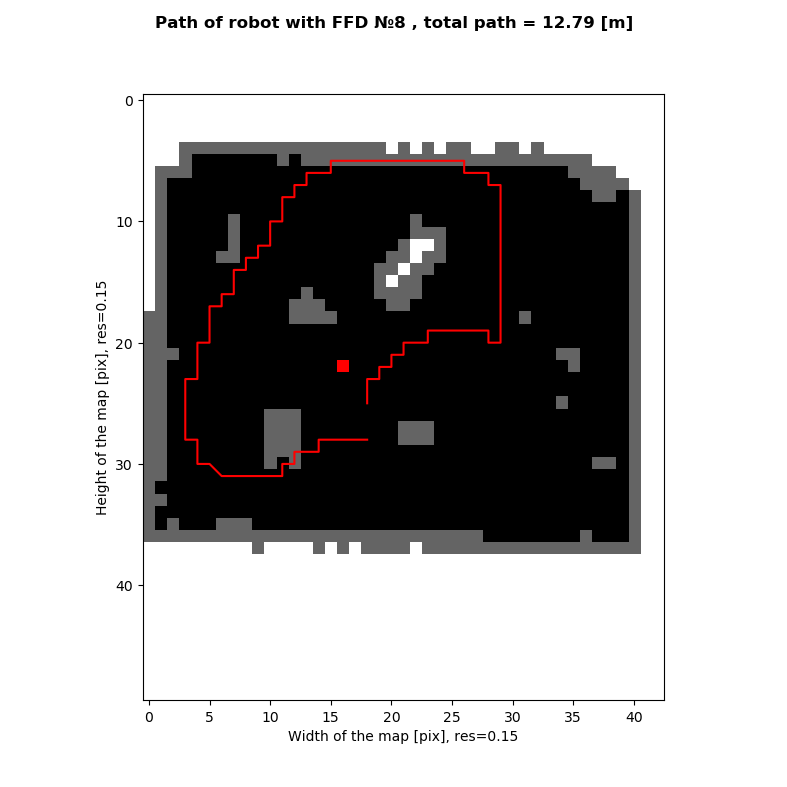 Path of robot with FFD №8 , total path = 12.79 [m]
0
10
20
30
40
Height of the map [pix], res=0.15
0 5 10 15 20 25 30 35 40
Width of the map [pix], res=0.15